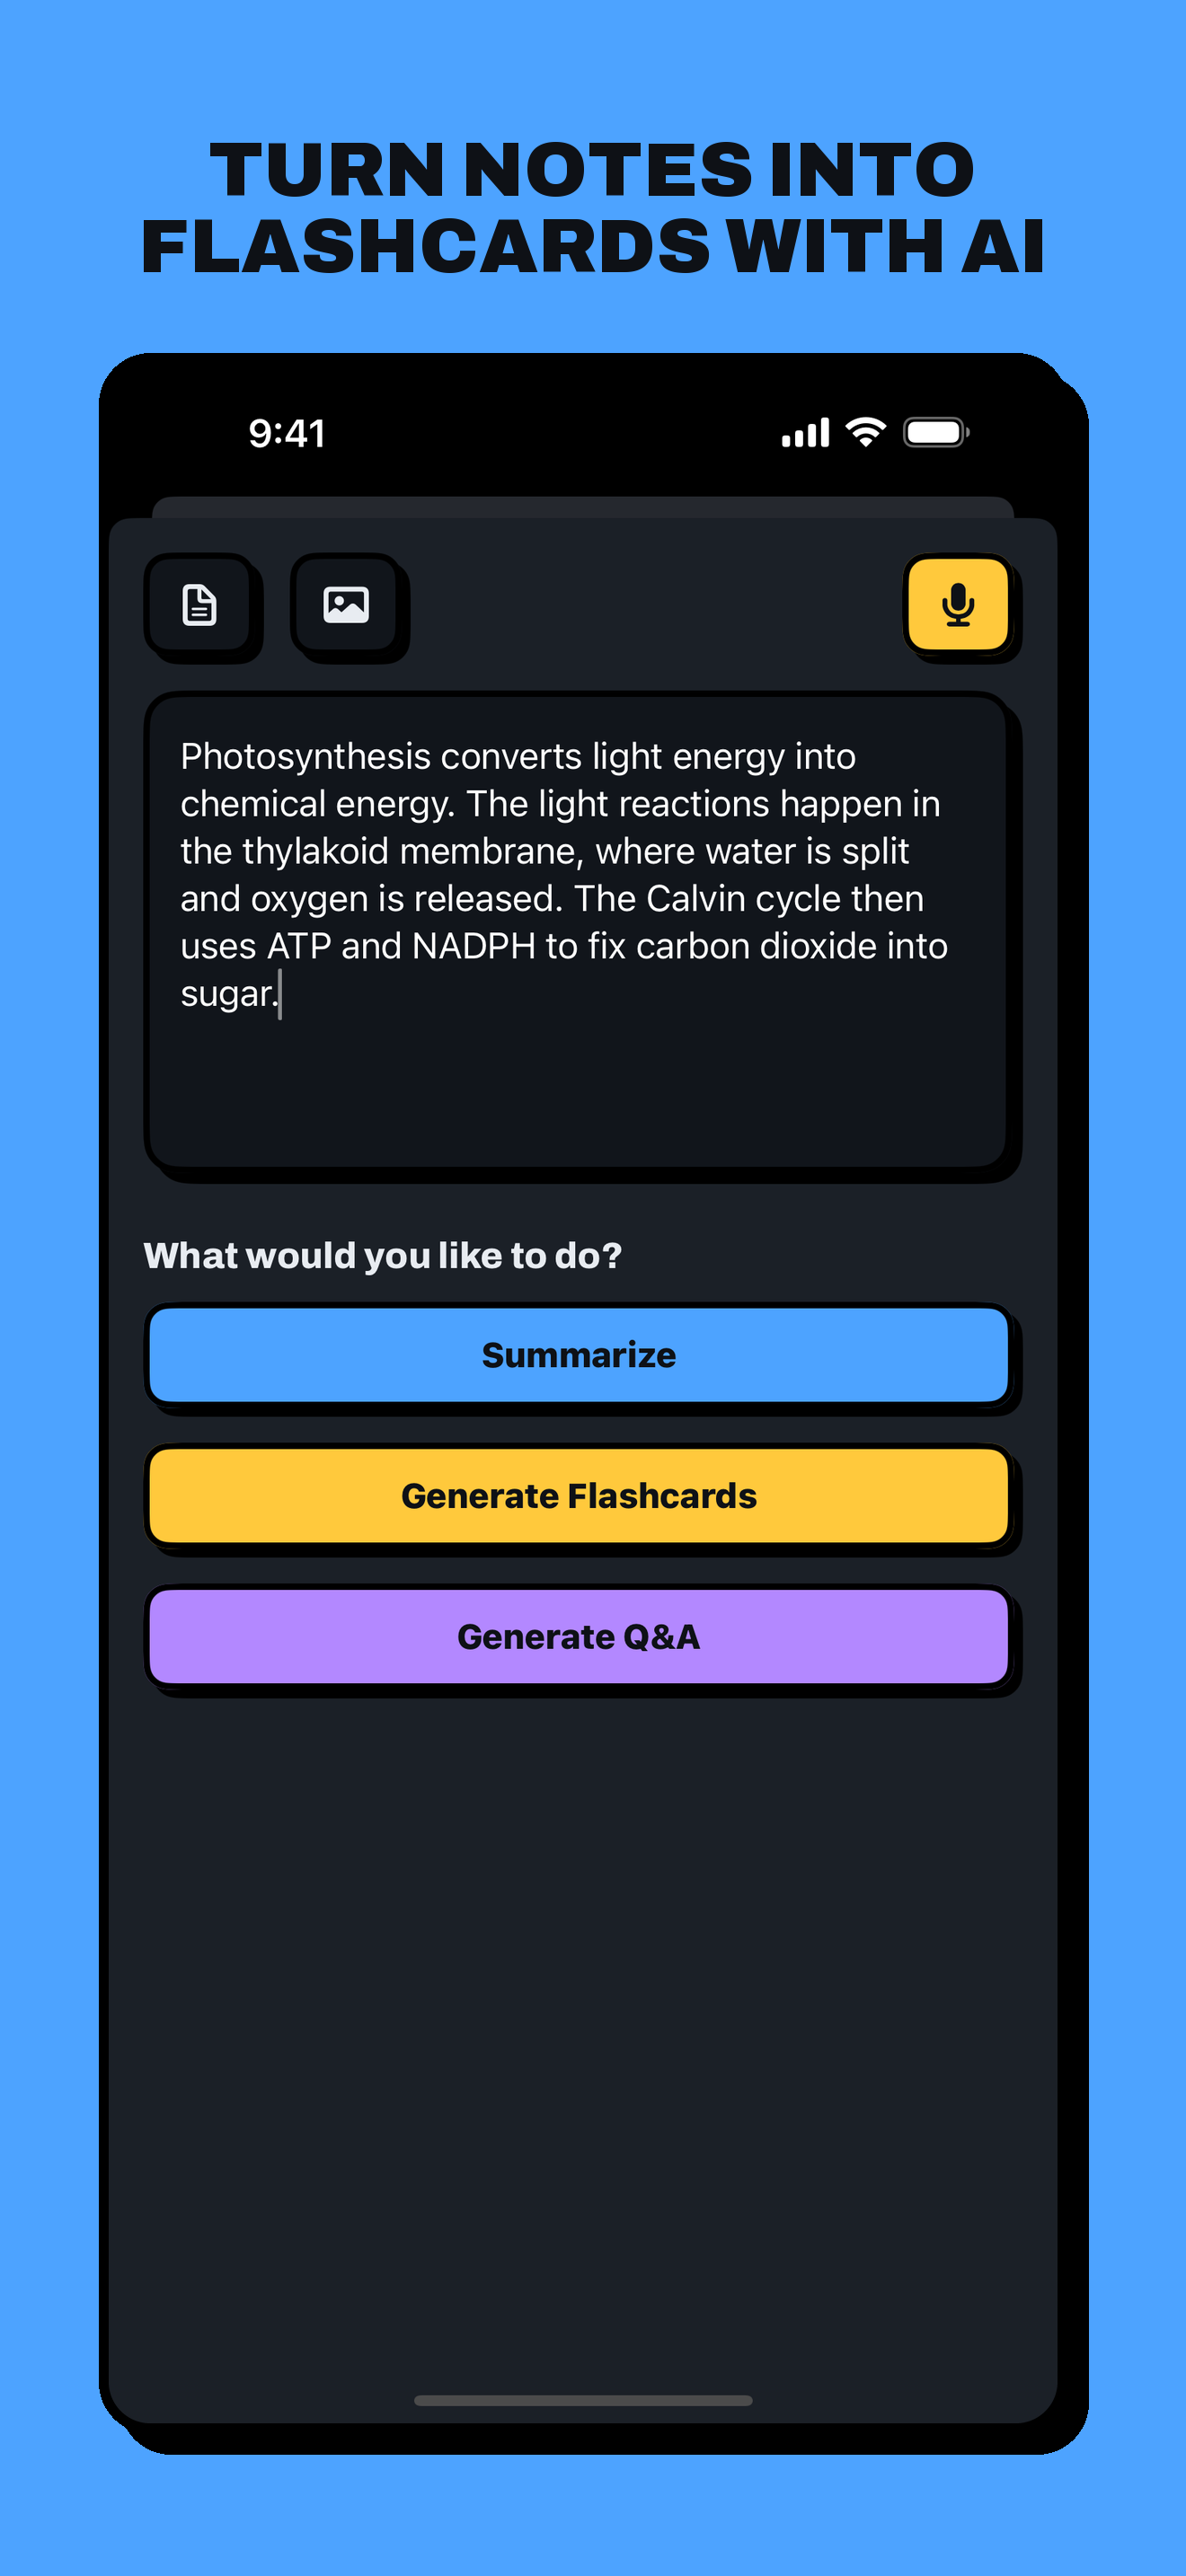 TURN NOTES INTO
FLASHCARDS WITH AI
9:41
Photosynthesis converts light energy into
chemical energy. The light reactions happen in
the thylakoid membrane, where water is split
and oxygen is released. The Calvin cycle then
uses ATP and NADPH to fix carbon dioxide into
sugar.
What would you like to do?
Summarize
Generate Flashcards
Generate Q&A